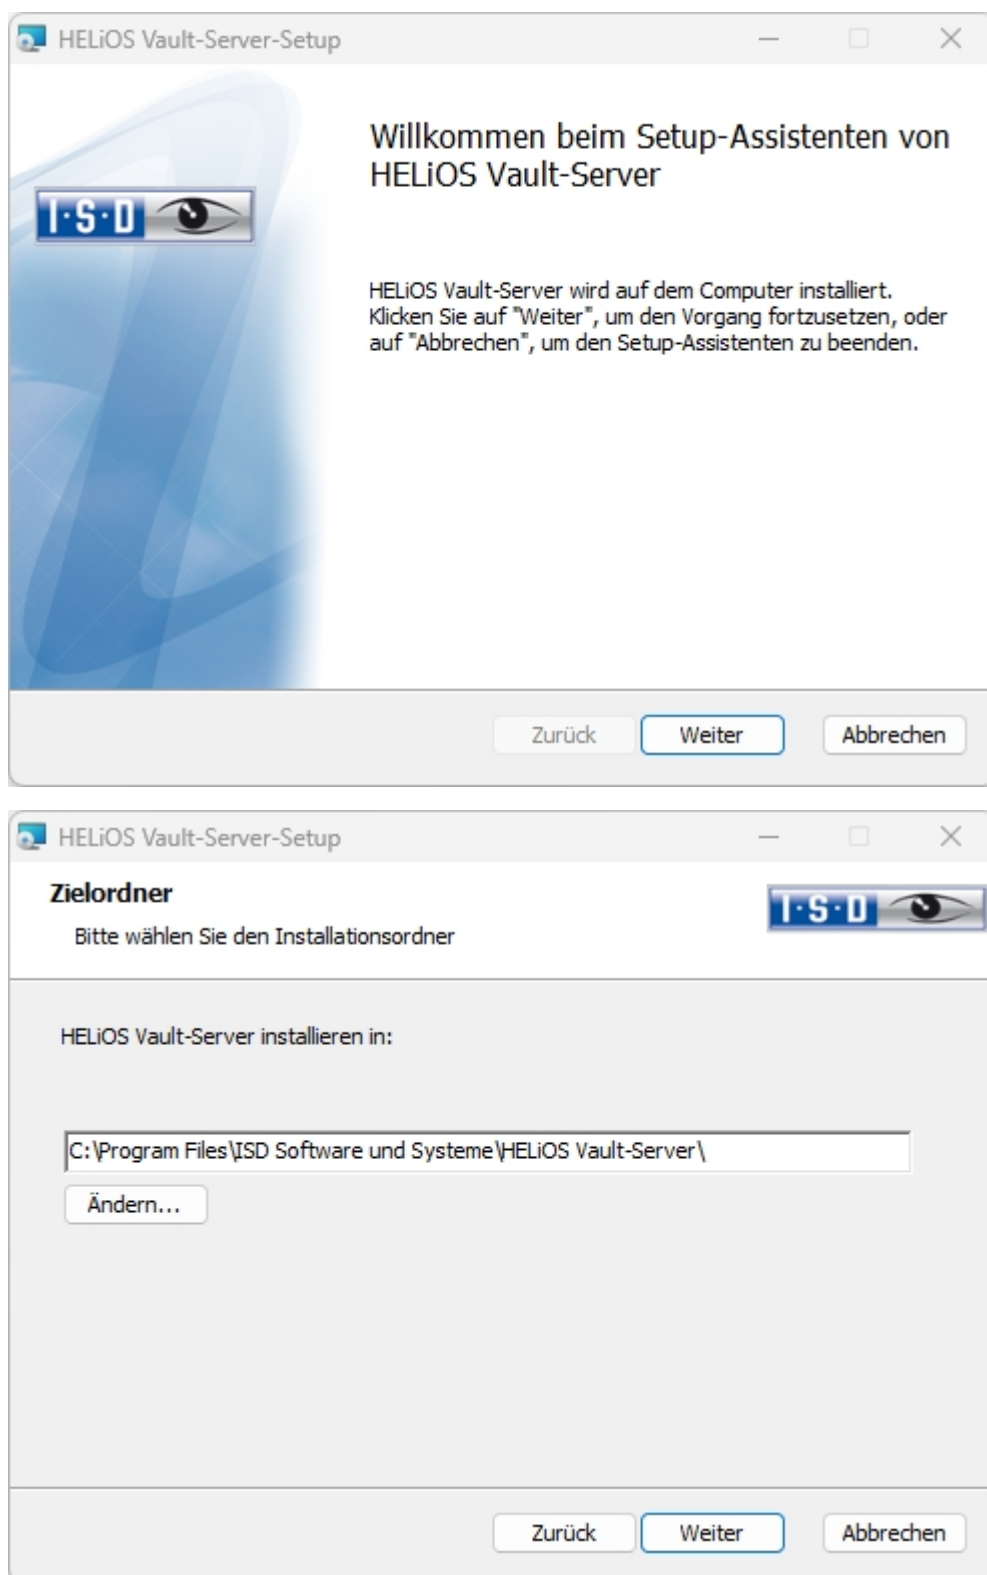 HELiOS Vault-Server-Setup
Willkommen beim Setup-Assistenten von
HELiOS Vault-Server
I·S·D
HELiOS Vault-Server wird auf dem Computer installiert.
Klicken Sie auf "Weiter", um den Vorgang fortzusetzen, oder
auf "Abbrechen", um den Setup-Assistenten zu beenden.
Zurück Weiter Abbrechen
HELiOS Vault-Server-Setup
Zielordner
I·S·D
Bitte wählen Sie den Installationsordner
HELiOS Vault-Server installieren in:
C:\Program Files\ISD Software und Systeme\HELiOS Vault-Server\
Ändern...
Zurück Weiter Abbrechen